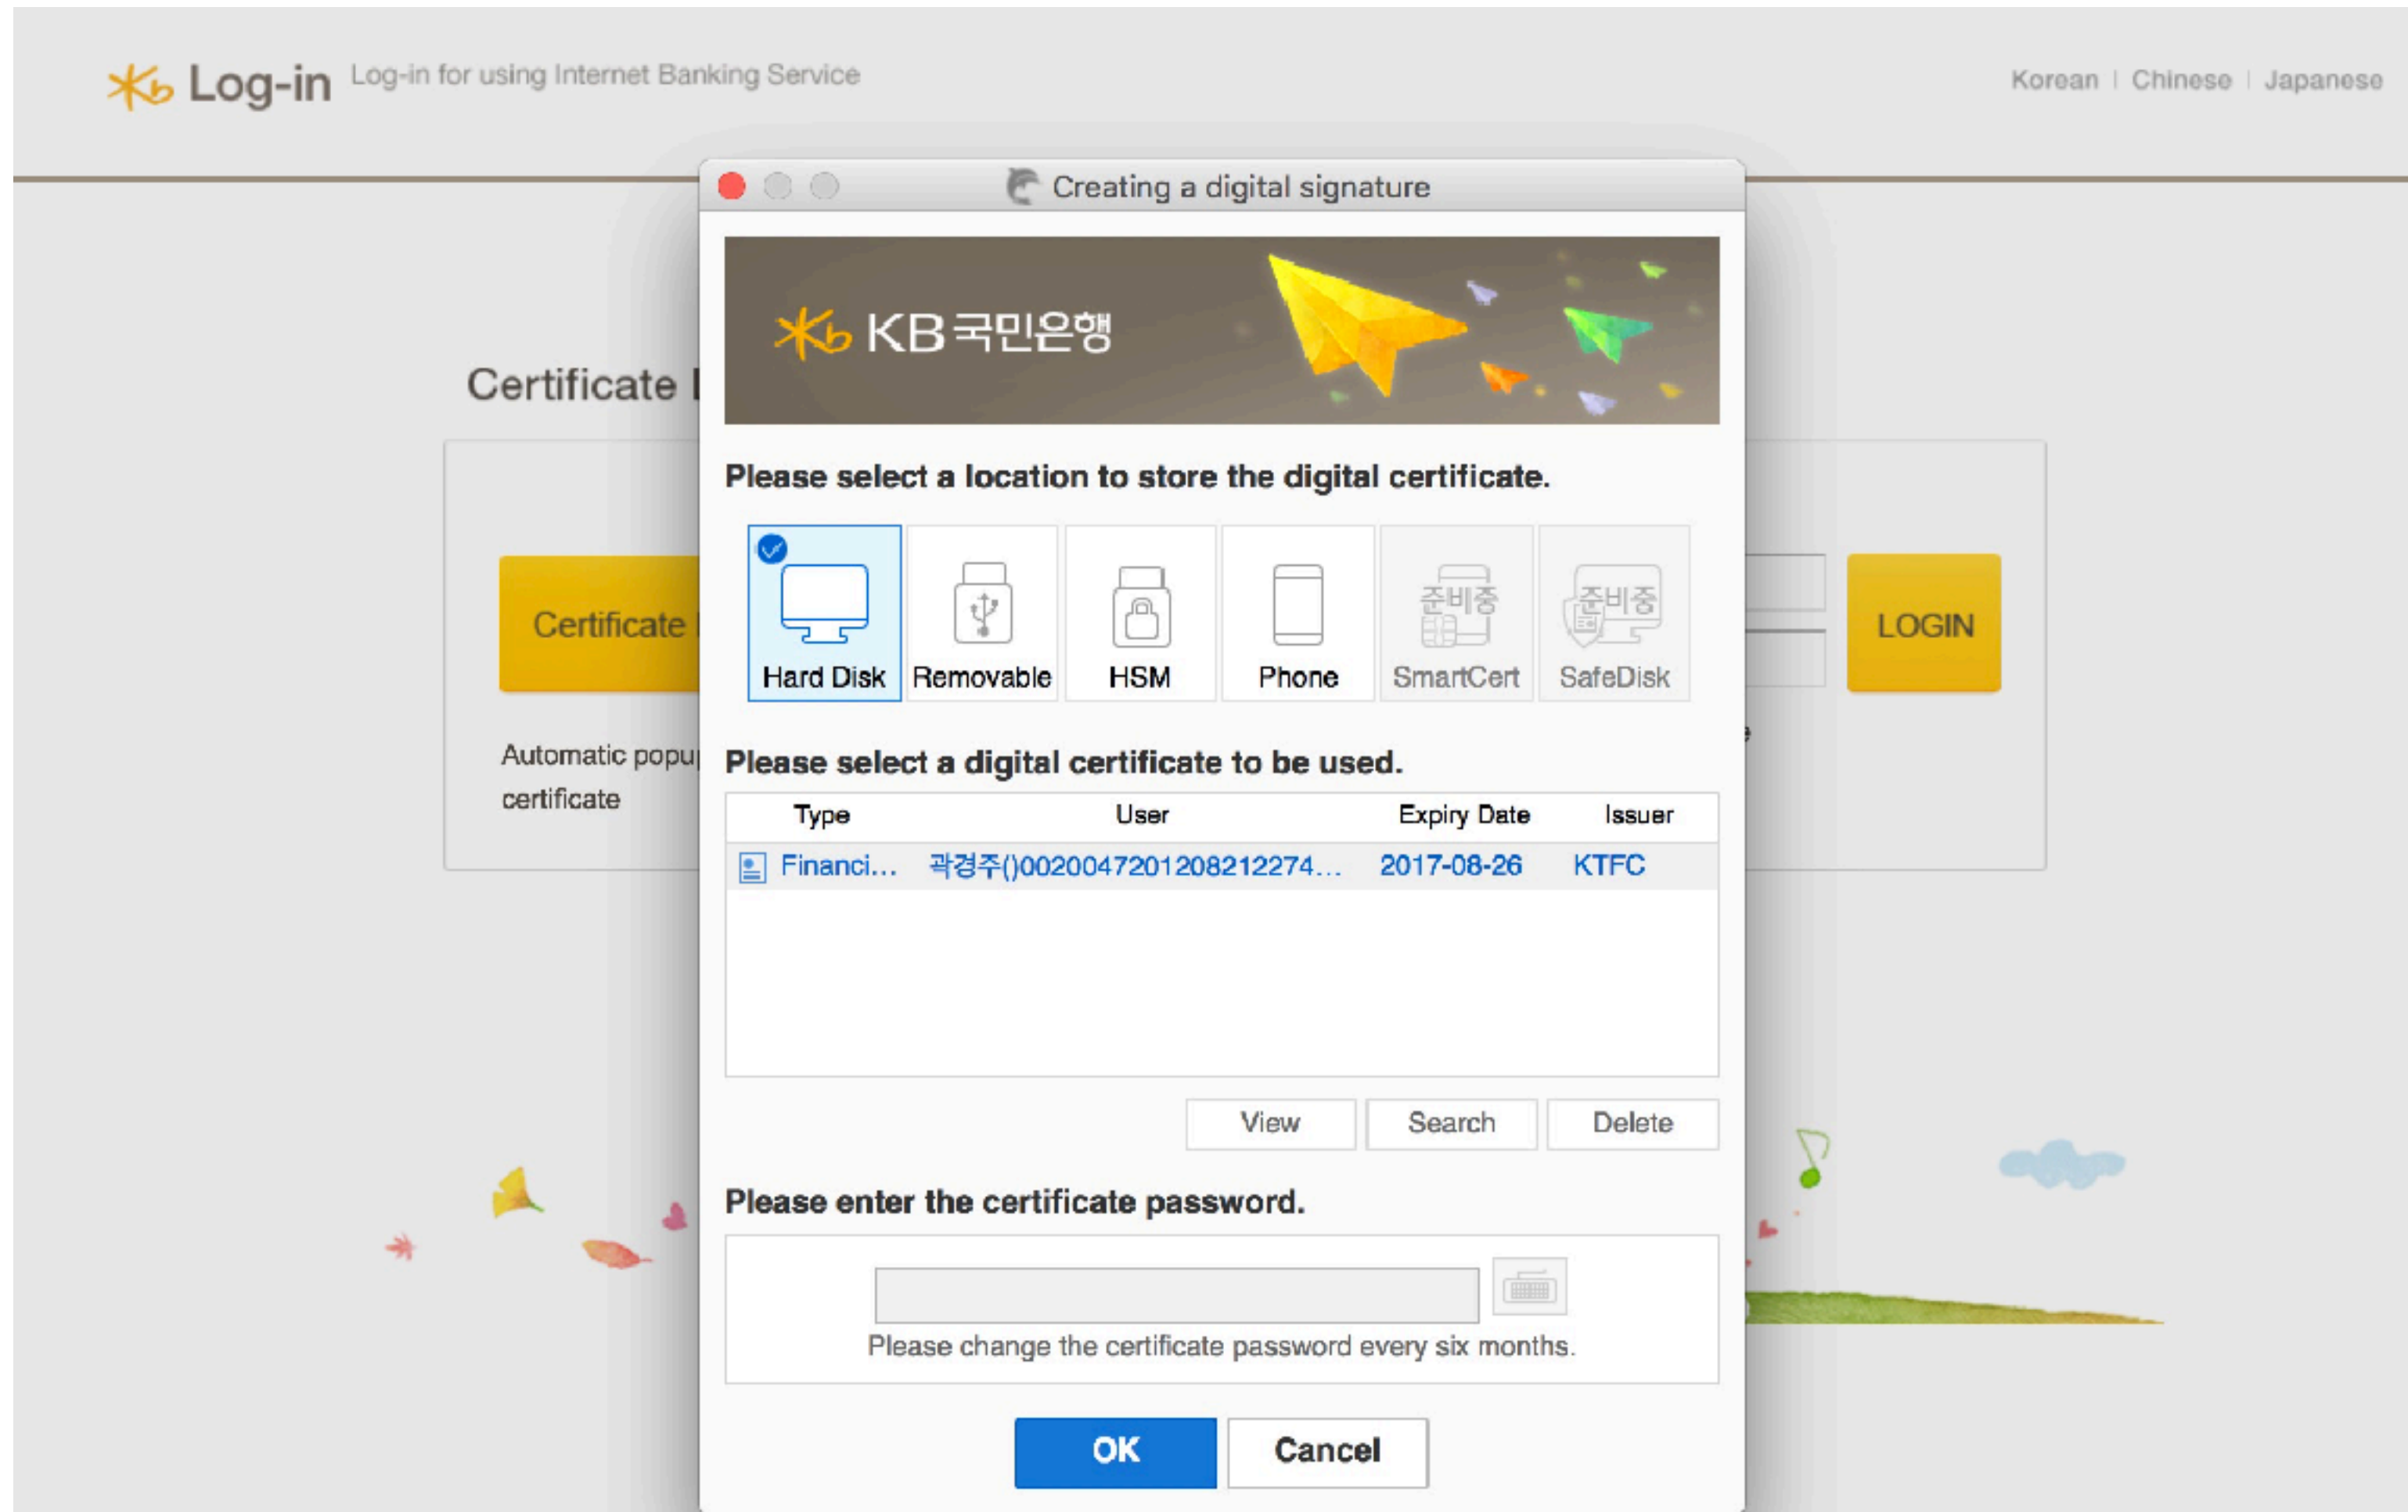 Kb Log-in Log-in for using Internet Banking Service
Korean | Chinese | Japanese
Creating a digital signature
Kb KB국민은행
Certificate
Please select a location to store the digital certificate.
준비중 준비중
Hard Disk Removable HSM Phone SmartCert SafeDisk
Certificate
LOGIN
Automatic popup
certificate
Please select a digital certificate to be used.
Type User Expiry Date Issuer
Financi... 곽경주()0020047201208212274... 2017-08-26 KTFC
View Search Delete
Please enter the certificate password.
Please change the certificate password every six months.
OK Cancel